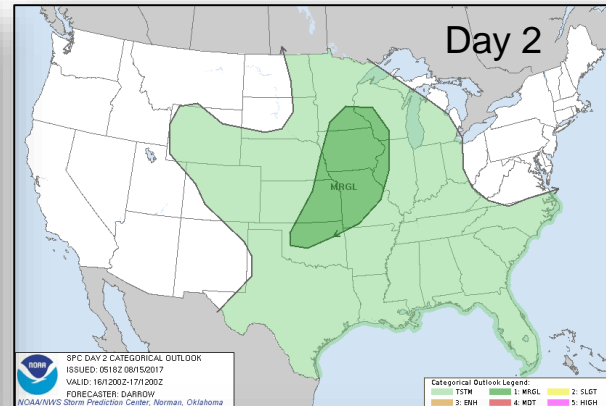 Day 2
MRGL
SPC DAY 2 CATEGORICAL OUTLOOK
ISSUED: 0518Z 08/15/2017
VALID: 16/1200Z-17/1200Z
FORECASTER: DARROW
NOAA/NWS Storm Prediction Center, Norman, Oklahoma
NOAA
Categorical Outlook Legend:
TSTM 1: MRGL 2: SLGT
3: ENH 4: MDT 5: HIGH